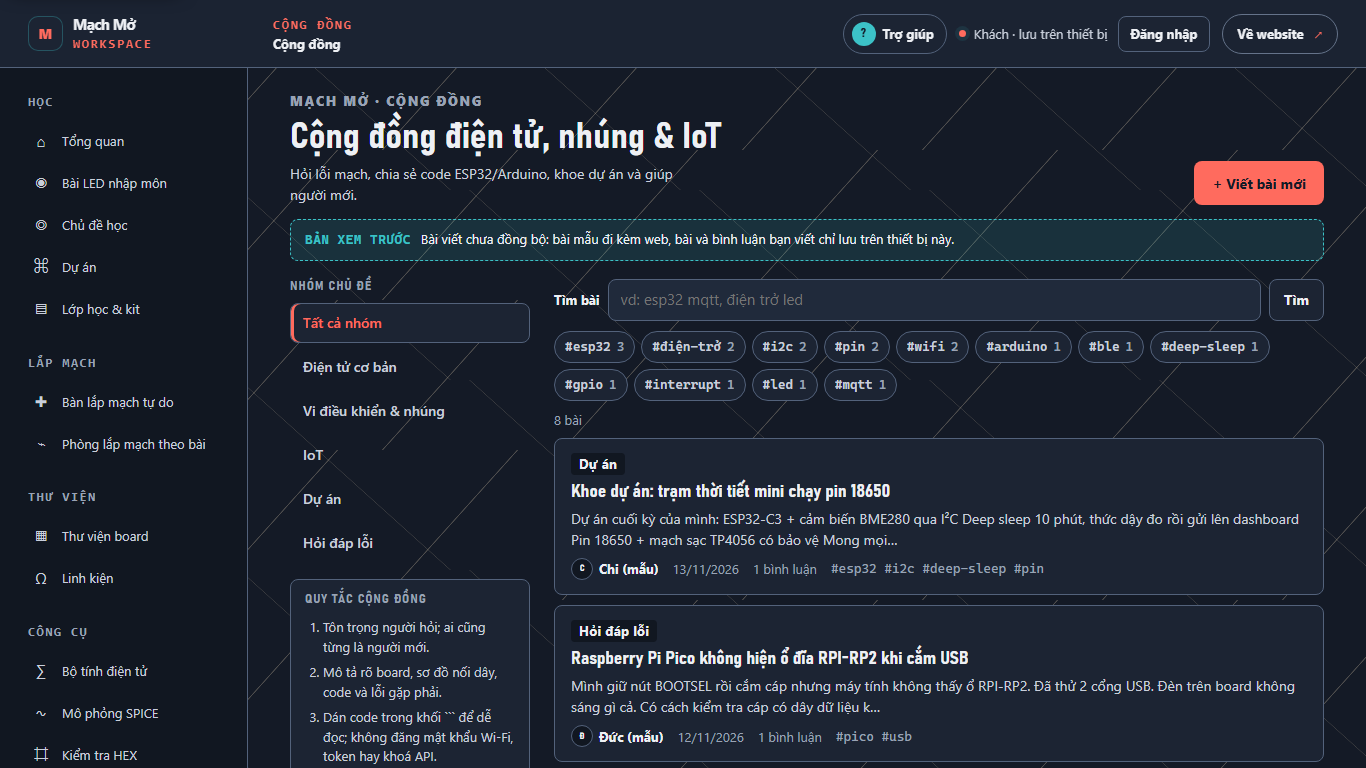 M
Mạch Mở
WORKSPACE
CỘNG ĐỒNG
Cộng đồng
? Trợ giúp
Khách · lưu trên thiết bị
Đăng nhập
Về website ↗
HỌC
Tổng quan
Bài LED nhập môn
Chủ đề học
Dự án
Lớp học & kit
LẮP MẠCH
Bàn lắp mạch tự do
Phòng lắp mạch theo bài
THƯ VIỆN
Thư viện board
Linh kiện
CÔNG CỤ
Bộ tính điện tử
Mô phỏng SPICE
Kiểm tra HEX
MẠCH MỞ · CỘNG ĐỒNG
Cộng đồng điện tử, nhúng & IoT
Hỏi lỗi mạch, chia sẻ code ESP32/Arduino, khoe dự án và giúp
người mới.
+ Viết bài mới
BẢN XEM TRƯỚC Bài viết chưa đồng bộ: bài mẫu đi kèm web, bài và bình luận bạn viết chỉ lưu trên thiết bị này.
NHÓM CHỦ ĐỀ
Tất cả nhóm
Điện tử cơ bản
Vi điều khiển & nhúng
IoT
Dự án
Hỏi đáp lỗi
QUY TẮC CỘNG ĐỒNG
1. Tôn trọng người hỏi; ai cũng
từng là người mới.
2. Mô tả rõ board, sơ đồ nối dây,
code và lỗi gặp phải.
3. Dán code trong khối ``` để dễ
đọc; không đăng mật khẩu Wi-Fi,
token hay khoá API.
Tìm bài
vd: esp32 mqtt, điện trở led
Tìm
#esp32 3 #điện-trở 2 #i2c 2 #pin 2 #wifi 2 #arduino 1 #ble 1 #deep-sleep 1
#gpio 1 #interrupt 1 #led 1 #mqtt 1
8 bài
Dự án
Khoe dự án: trạm thời tiết mini chạy pin 18650
Dự án cuối kỳ của mình: ESP32-C3 + cảm biến BME280 qua I²C Deep sleep 10 phút, thức dậy đo rồi gửi lên dashboard
Pin 18650 + mạch sạc TP4056 có bảo vệ Mong mọi...
C Chi (mẫu) 13/11/2026 1 bình luận #esp32 #i2c #deep-sleep #pin
Hỏi đáp lỗi
Raspberry Pi Pico không hiện ổ đĩa RPI-RP2 khi cắm USB
Mình giữ nút BOOTSEL rồi cắm cáp nhưng máy tính không thấy ổ RPI-RP2. Đã thử 2 cổng USB. Đèn trên board không
sáng gì cả. Có cách kiểm tra cáp có dây dữ liệu k...
Đ Đức (mẫu) 12/11/2026 1 bình luận #pico #usb